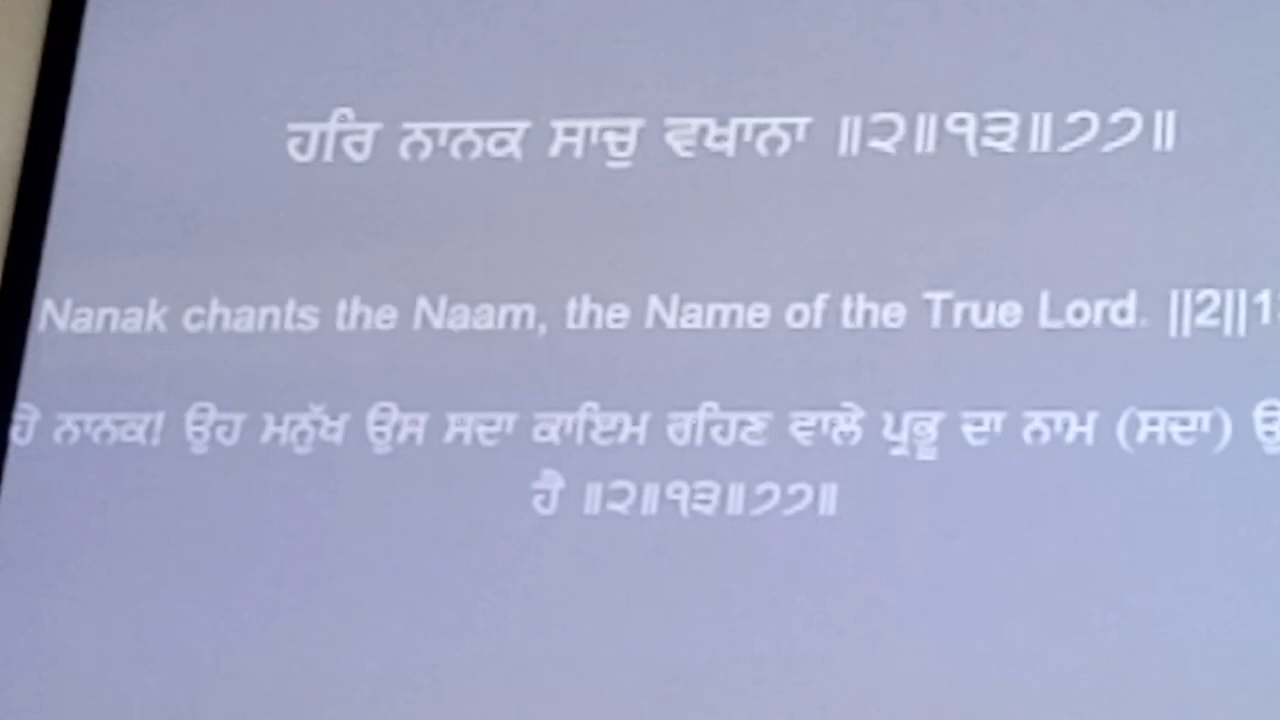 ਹਰਿ ਨਾਨਕ ਸਾਚੁ ਵਖਾਨਾ ॥੨॥੧੩॥੭੭॥
Nanak chants the Naam, the Name of the True Lord. ||2||1
ਹੇ ਨਾਨਕ! ਉਹ ਮਨੁੱਖ ਉਸ ਸਦਾ ਕਾਇਮ ਰਹਿਣ ਵਾਲੇ ਪ੍ਰਭੂ ਦਾ ਨਾਮ (ਸਦਾ)
ਹੈ ॥੨॥੧੩॥੭੭॥